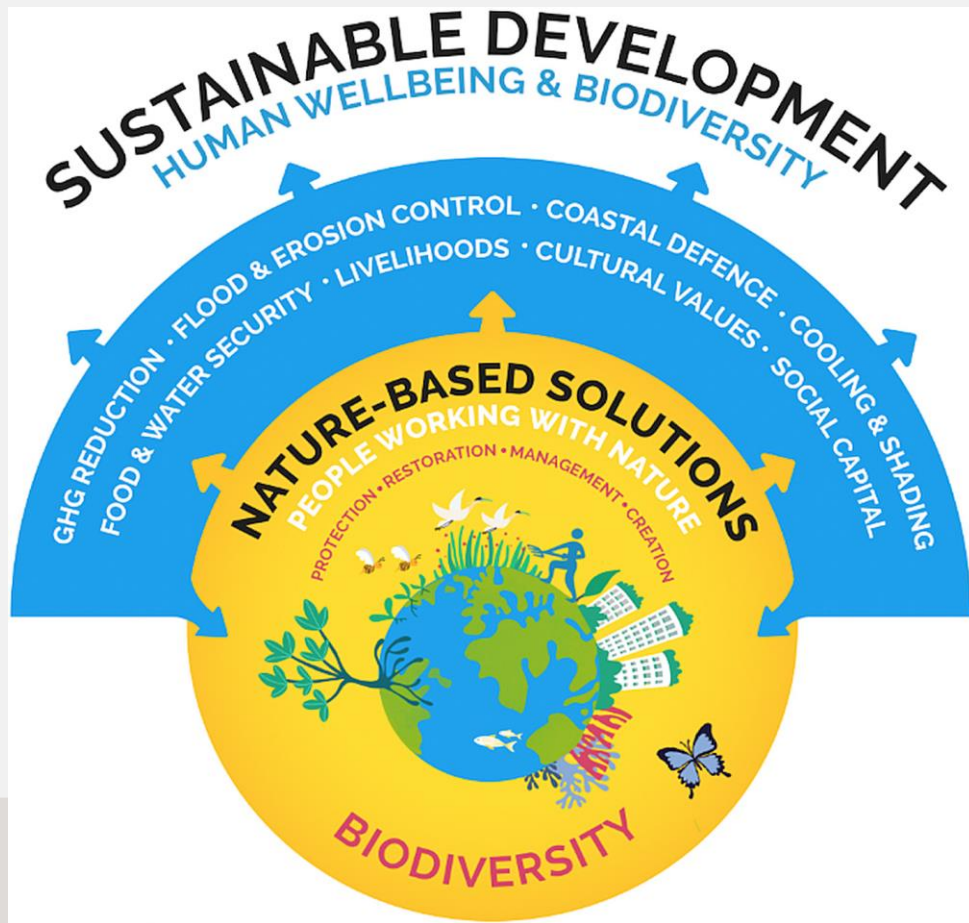 SUSTAINABLE DEVELOPMENT
HUMAN WELLBEING & BIODIVERSITY
GHG REDUCTION · FLOOD & EROSION CONTROL · COASTAL DEFENCE · COOLING & SHADING
FOOD & WATER SECURITY · LIVELIHOODS · CULTURAL VALUES · SOCIAL CAPITAL
NATURE-BASED SOLUTIONS
PEOPLE WORKING WITH NATURE
PROTECTION • RESTORATION • MANAGEMENT • CREATION
BIODIVERSITY